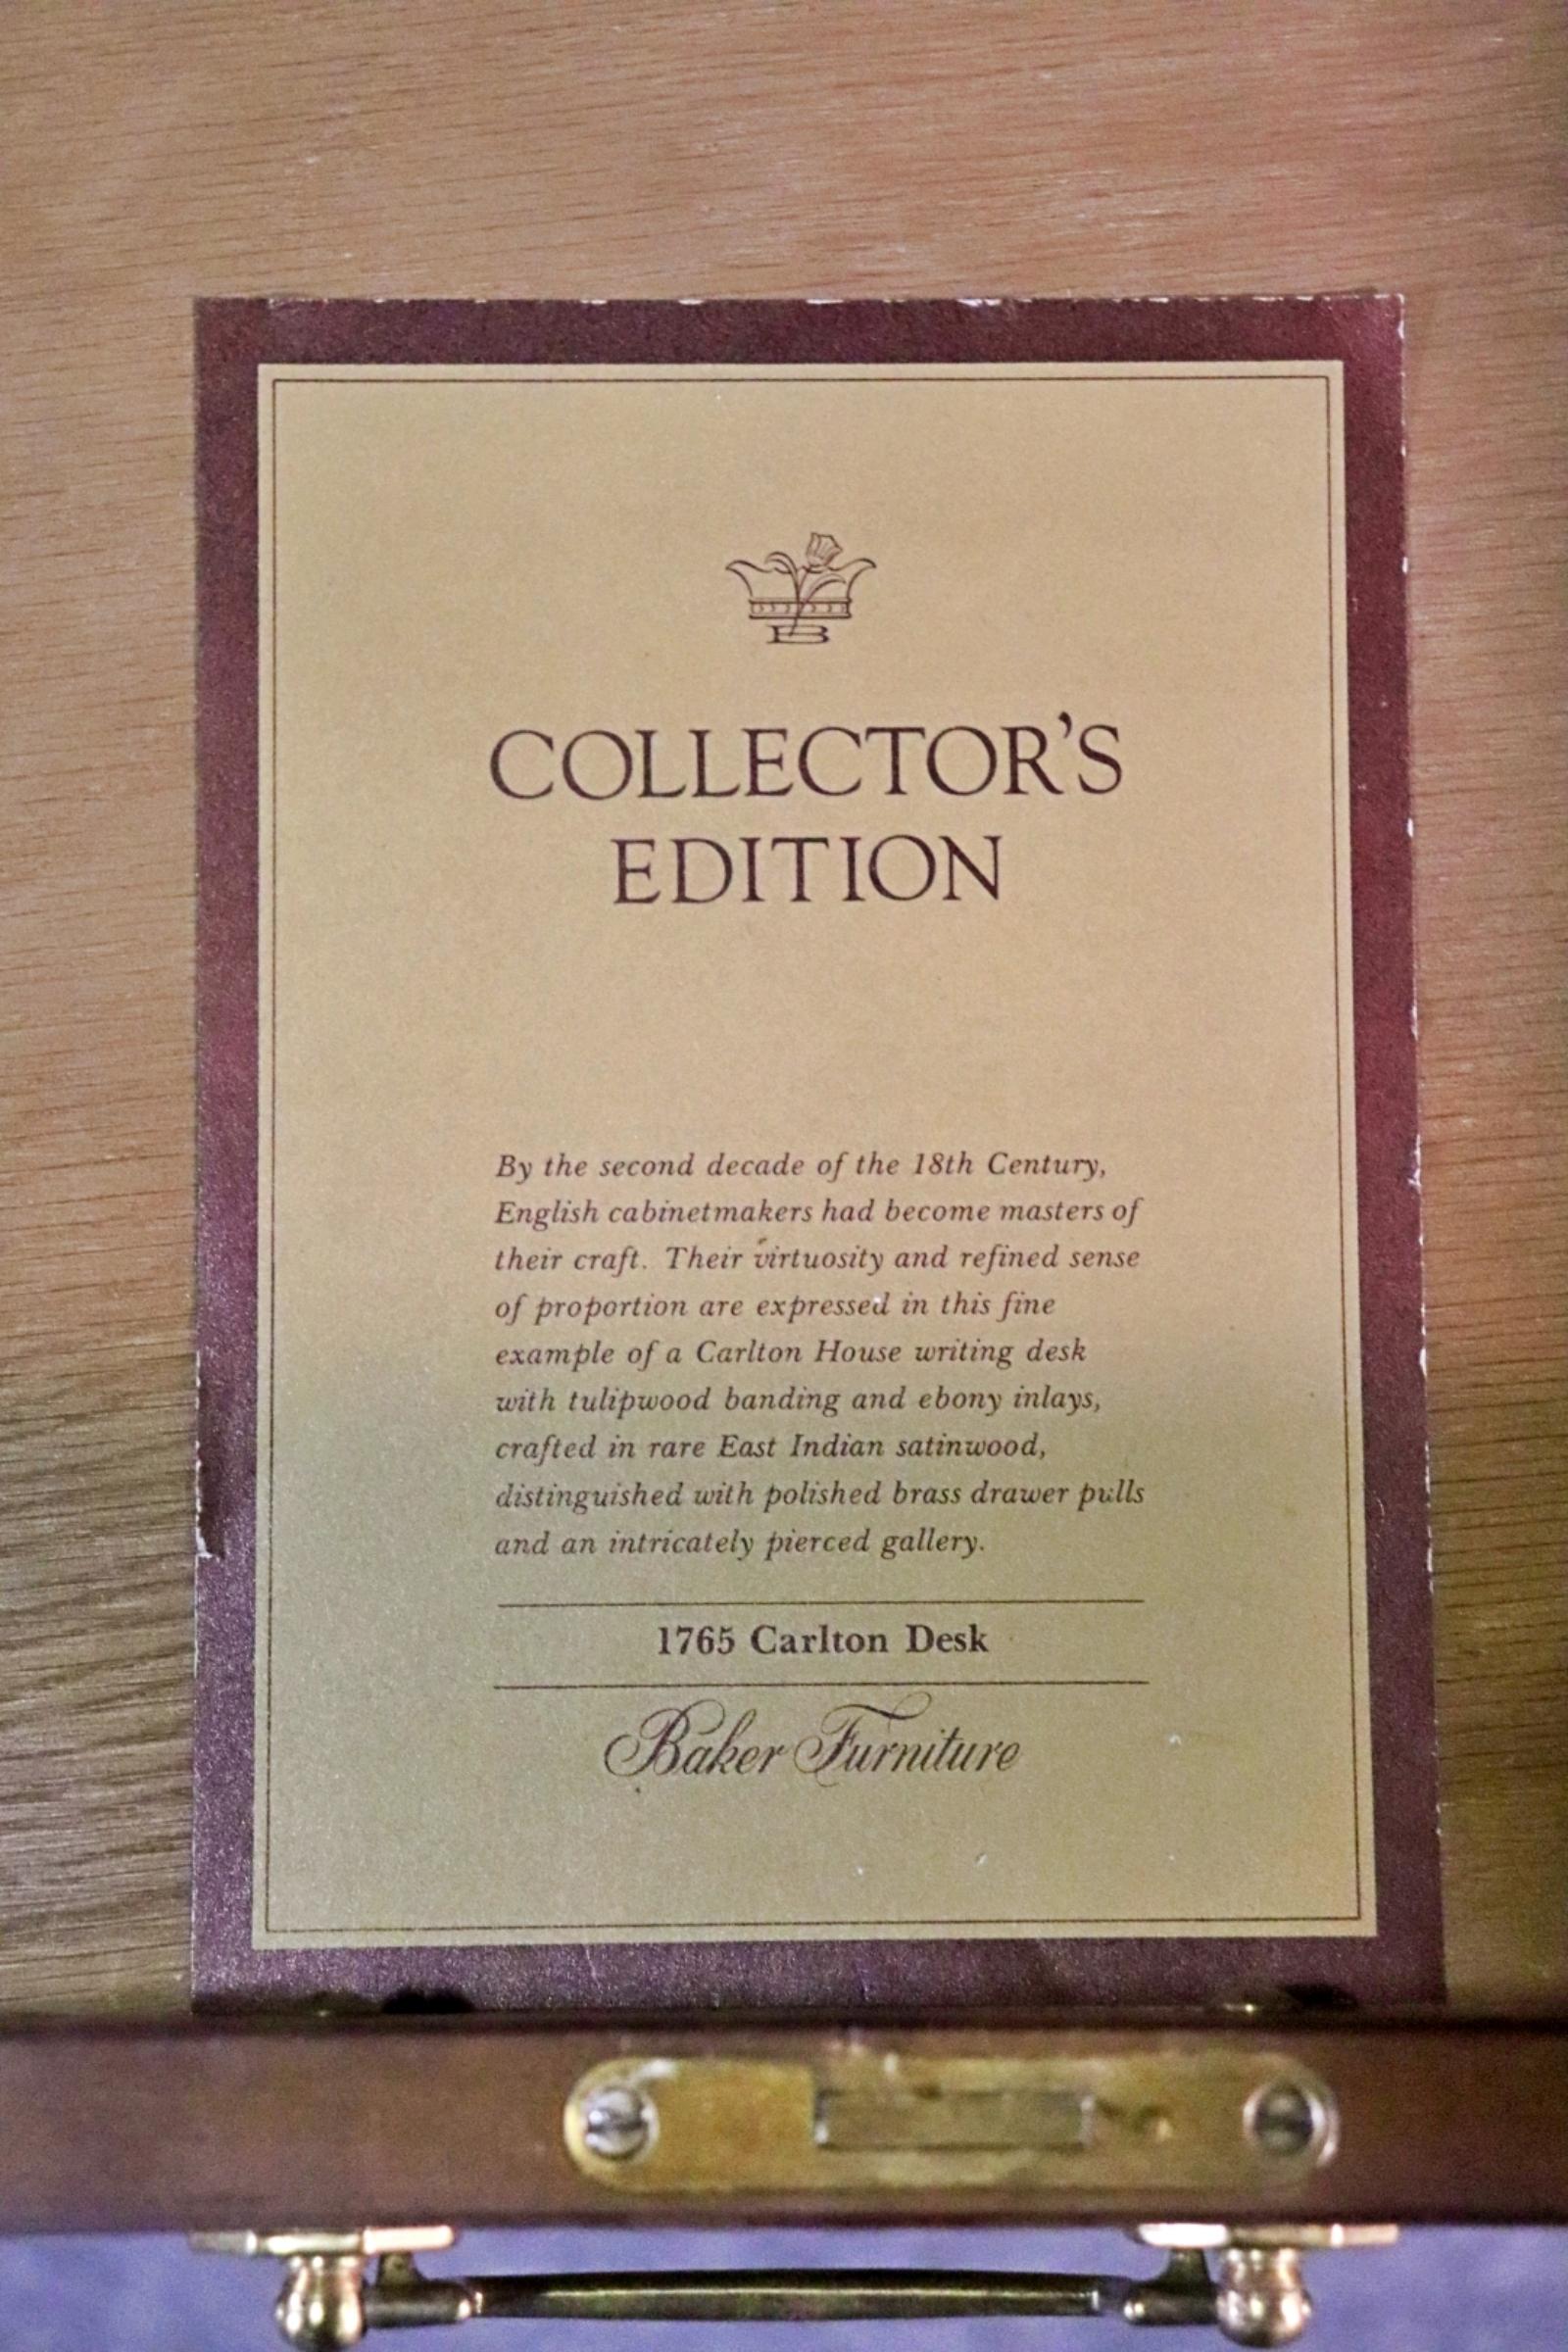 B
COLLECTOR'S
EDITION
By the second decade of the 18th Century,
English cabinetmakers had become masters of
their craft. Their virtuosity and refined sense
of proportion are expressed in this fine
example of a Carlton House writing desk
with tulipwood banding and ebony inlays,
crafted in rare East Indian satinwood,
distinguished with polished brass drawer pulls
and an intricately pierced gallery.
1765 Carlton Desk
Baker Furniture